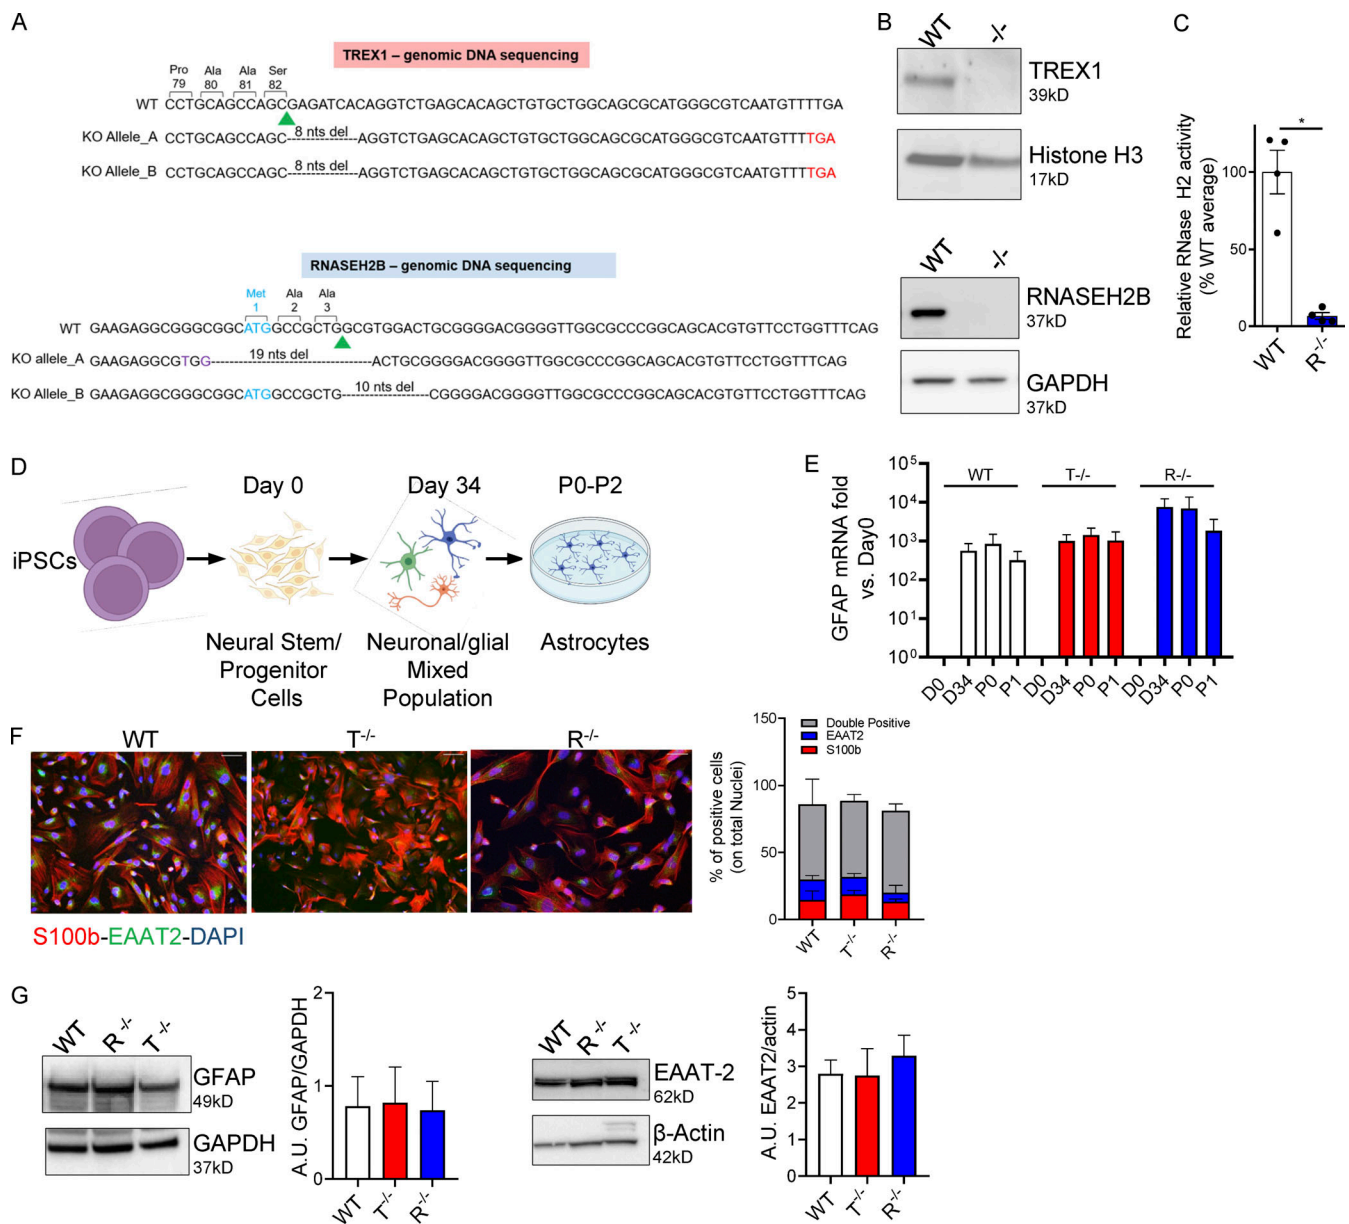 A
TREX1 – genomic DNA sequencing
Pro Ala Ala Ser
79 80 81 82
WT CCTGCAGCCAGCGAGATCACAGGTCTGAGCACAGCTGTGCTGGCAGCGCATGGGCGTCAATGTTTTGA
KO Allele_A CCTGCAGCCAGC------------AGGTCTGAGCACAGCTGTGCTGGCAGCGCATGGGCGTCAATGTTTTGA
8 nts del
KO Allele_B CCTGCAGCCAGC------------AGGTCTGAGCACAGCTGTGCTGGCAGCGCATGGGCGTCAATGTTTTGA
8 nts del
RNASEH2B – genomic DNA sequencing
Met Ala Ala
1 2 3
WT GAAGAGGCGGGCGGCATGGCCGCTGGCGTGGACTGCGGGGACGGGGTTGGCGCCCGGCAGCACGTGTTCCTGGTTTCAG
KO allele_A GAAGAGGCGTGG----------------------------ACTGCGGGGACGGGGTTGGCGCCCGGCAGCACGTGTTCCTGGTTTCAG
19 nts del
KO Allele_B GAAGAGGCGGGCGGCATGGCCGCTG---------------CGGGGACGGGGTTGGCGCCCGGCAGCACGTGTTCCTGGTTTCAG
10 nts del
B
WT -/-
TREX1
39kD
Histone H3
17kD
WT -/-
RNASEH2B
37kD
GAPDH
37kD
C
Relative RNase H2 activity
(% WT average)
*
100
50
0
WT R-/-
D
Day 0 Day 34 P0-P2
iPSCs
Neural Stem/
Progenitor
Cells
Neuronal/glial
Mixed
Population
Astrocytes
E
GFAP mRNA fold
vs. Day0
10⁵
10⁴
10³
10²
10¹
10⁰
WT T-/- R-/-
D0 D34 P0 P1 D0 D34 P0 P1 D0 D34 P0 P1
F
WT T-/- R-/-
S100b-EAAT2-DAPI
% of positive cells
(on total Nuclei)
150
100
50
0
Double Positive
EAAT2
S100b
WT T-/- R-/-
G
WT R-/- T-/-
GFAP
49kD
GAPDH
37kD
A.U. GFAP/GAPDH
2
1
0
WT T-/- R-/-
WT R-/- T-/-
EAAT-2
62kD
β-Actin
42kD
A.U. EAAT2/actin
5
4
3
2
1
0
WT T-/- R-/-